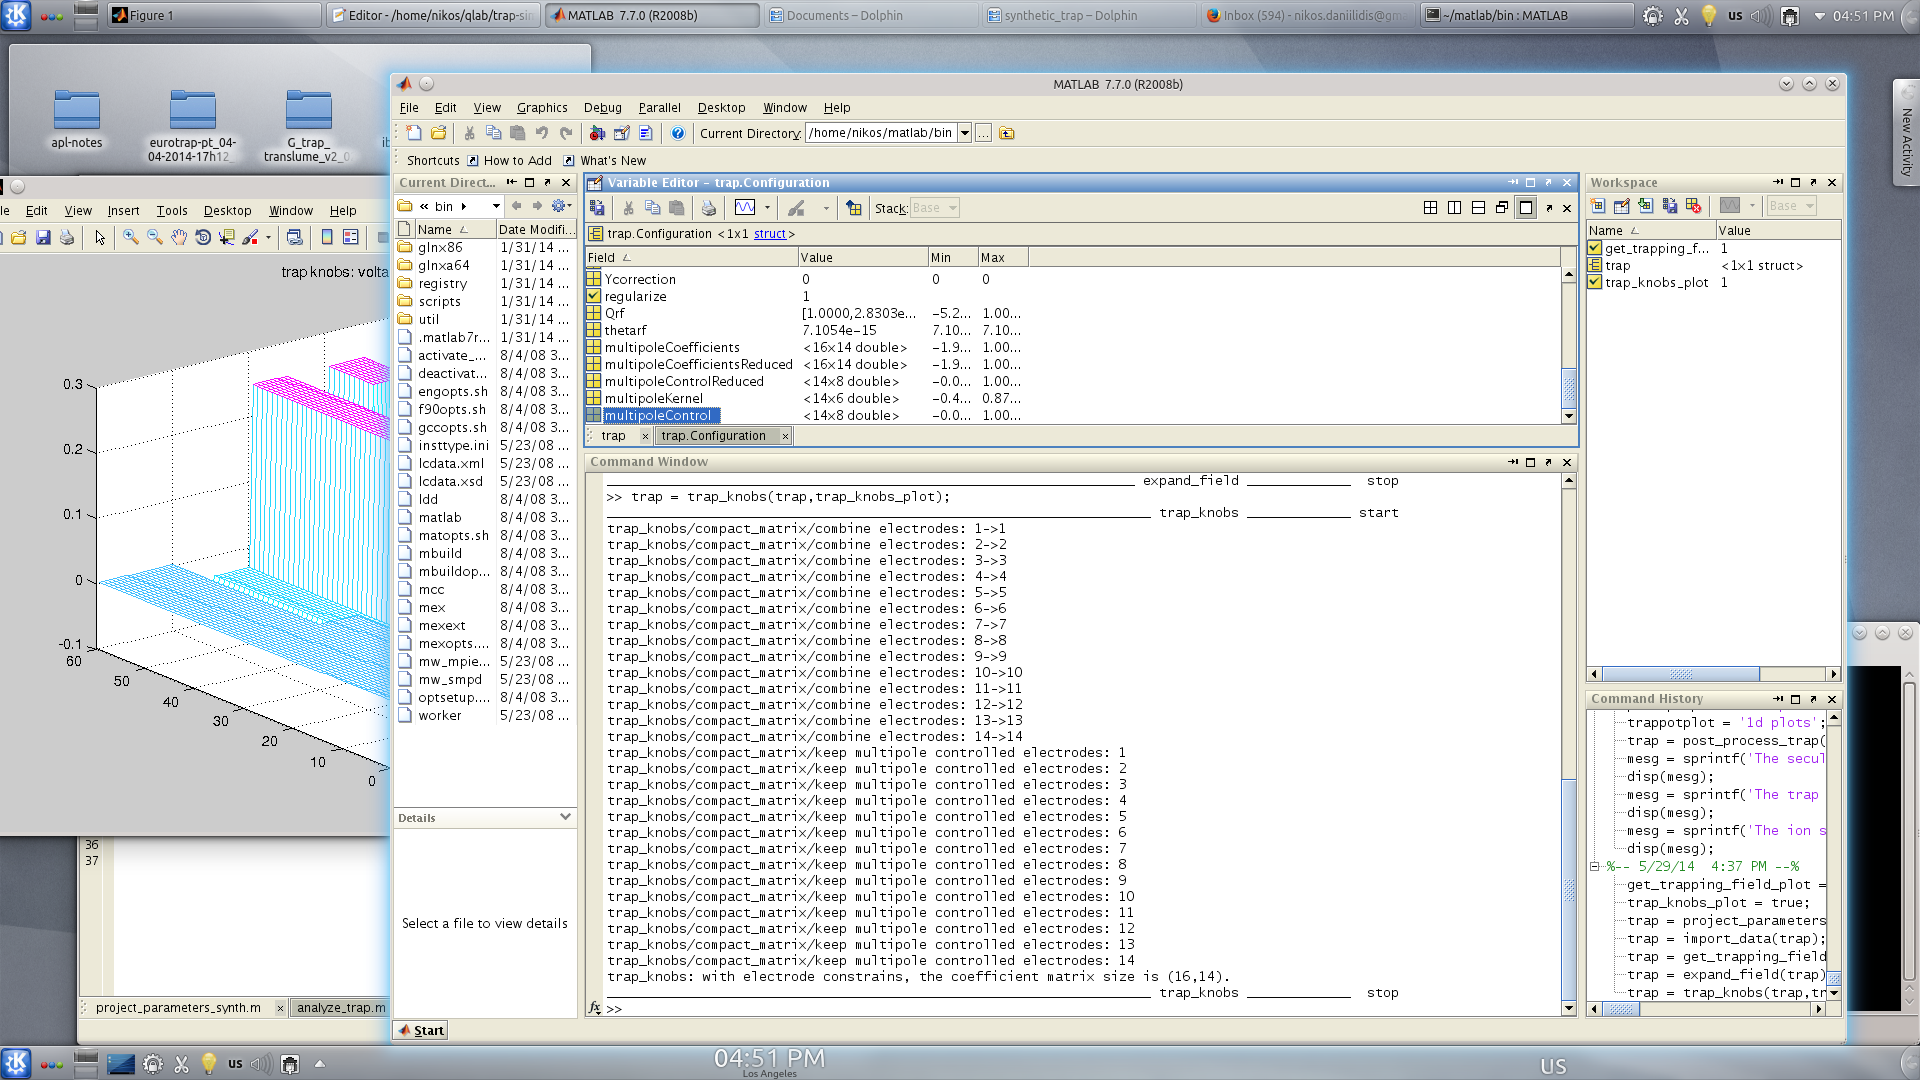 Figure 1
Editor - /home/nikos/qlab/trap-si
MATLAB 7.7.0 (R2008b)
Documents – Dolphin
synthetic_trap – Dolphin
Inbox (594) - nikos.daniilidis@gm
~/matlab/bin : MATLAB
us
04:51 PM
apl-notes
eurotrap-pt_04-
04-2014-17h12_
G_trap_
translume_v2_0
New Activity
le Edit View Insert Tools Desktop Window Help
trap knobs: volta
0.3
0.2
0.1
0
-0.1
60
50
40
30
20
10
0
36
37
project_parameters_synth.m
analyze_trap.m
MATLAB 7.7.0 (R2008b)
File Edit View Graphics Debug Parallel Desktop Window Help
Current Directory: /home/nikos/matlab/bin
Shortcuts How to Add What's New
Current Direct...
« bin
Name Date Modifi...
glnx86 1/31/14 ...
glnxa64 1/31/14 ...
registry 1/31/14 ...
scripts 1/31/14 ...
util 1/31/14 ...
.matlab7r... 1/31/14 ...
activate_... 8/4/08 3...
deactivat... 8/4/08 3...
engopts.sh 8/4/08 3...
f90opts.sh 8/4/08 3...
gccopts.sh 8/4/08 3...
insttype.ini 5/23/08 ...
lcdata.xml 5/23/08 ...
lcdata.xsd 5/23/08 ...
ldd 8/4/08 3...
matlab 8/4/08 3...
matopts.sh 8/4/08 3...
mbuild 8/4/08 3...
mbuildop... 8/4/08 3...
mcc 8/4/08 3...
mex 8/4/08 3...
mexext 8/4/08 3...
mexopts.... 8/4/08 3...
mw_mpie... 5/23/08 ...
mw_smpd 5/23/08 ...
optsetup.... 8/4/08 3...
worker 5/23/08 ...
Details
Select a file to view details
Start
Variable Editor - trap.Configuration
Stack: Base
trap.Configuration <1x1 struct>
Field Value Min Max
Ycorrection 0 0 0
regularize 1
Qrf [1.0000,2.8303e... -5.2... 1.00...
thetarf 7.1054e-15 7.10... 7.10...
multipoleCoefficients <16x14 double> -1.9... 1.00...
multipoleCoefficientsReduced <16x14 double> -1.9... 1.00...
multipoleControlReduced <14x8 double> -0.0... 1.00...
multipoleKernel <14x6 double> -0.4... 0.87...
multipoleControl <14x8 double> -0.0... 1.00...
trap trap.Configuration
Command Window
expand_field stop
>> trap = trap_knobs(trap,trap_knobs_plot);
trap_knobs start
trap_knobs/compact_matrix/combine electrodes: 1->1
trap_knobs/compact_matrix/combine electrodes: 2->2
trap_knobs/compact_matrix/combine electrodes: 3->3
trap_knobs/compact_matrix/combine electrodes: 4->4
trap_knobs/compact_matrix/combine electrodes: 5->5
trap_knobs/compact_matrix/combine electrodes: 6->6
trap_knobs/compact_matrix/combine electrodes: 7->7
trap_knobs/compact_matrix/combine electrodes: 8->8
trap_knobs/compact_matrix/combine electrodes: 9->9
trap_knobs/compact_matrix/combine electrodes: 10->10
trap_knobs/compact_matrix/combine electrodes: 11->11
trap_knobs/compact_matrix/combine electrodes: 12->12
trap_knobs/compact_matrix/combine electrodes: 13->13
trap_knobs/compact_matrix/combine electrodes: 14->14
trap_knobs/compact_matrix/keep multipole controlled electrodes: 1
trap_knobs/compact_matrix/keep multipole controlled electrodes: 2
trap_knobs/compact_matrix/keep multipole controlled electrodes: 3
trap_knobs/compact_matrix/keep multipole controlled electrodes: 4
trap_knobs/compact_matrix/keep multipole controlled electrodes: 5
trap_knobs/compact_matrix/keep multipole controlled electrodes: 6
trap_knobs/compact_matrix/keep multipole controlled electrodes: 7
trap_knobs/compact_matrix/keep multipole controlled electrodes: 8
trap_knobs/compact_matrix/keep multipole controlled electrodes: 9
trap_knobs/compact_matrix/keep multipole controlled electrodes: 10
trap_knobs/compact_matrix/keep multipole controlled electrodes: 11
trap_knobs/compact_matrix/keep multipole controlled electrodes: 12
trap_knobs/compact_matrix/keep multipole controlled electrodes: 13
trap_knobs/compact_matrix/keep multipole controlled electrodes: 14
trap_knobs: with electrode constrains, the coefficient matrix size is (16,14).
trap_knobs stop
fx >>
Workspace
Base
Name Value
get_trapping_f... 1
trap <1x1 struct>
trap_knobs_plot 1
Command History
trappotplot = '1d plots';
trap = post_process_trap(
mesg = sprintf('The secul
disp(mesg);
mesg = sprintf('The trap
disp(mesg);
mesg = sprintf('The ion s
disp(mesg);
%-- 5/29/14 4:37 PM --%
get_trapping_field_plot =
trap_knobs_plot = true;
trap = project_parameters
trap = import_data(trap);
trap = get_trapping_field
trap = expand_field(trap)
trap = trap_knobs(trap,tr
us
04:51 PM
Los Angeles
US